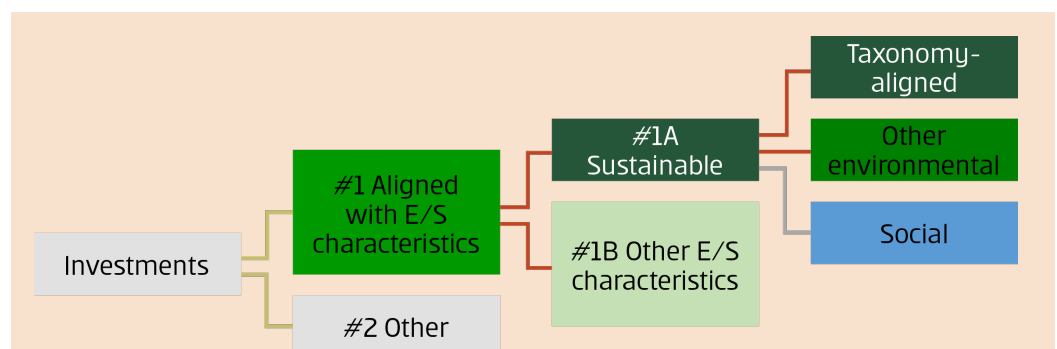 Investments
#1 Aligned
with E/S
characteristics
#2 Other
#1A
Sustainable
#1B Other E/S
characteristics
Taxonomy-
aligned
Other
environmental
Social